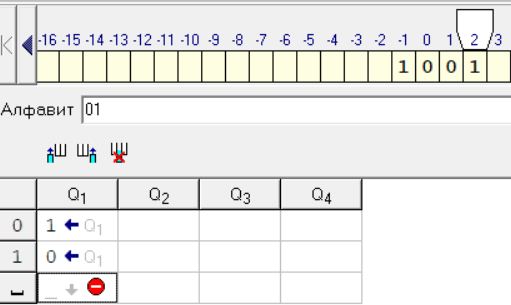 -16 -15 -14 -13 -12 -11 -10 -9 -8 -7 -6 -5 -4 -3 -2 -1 0 1 2 3
1 0 0 1
Алфавит 01
Q1 Q2 Q3 Q4
0 1 ← Q1
1 0 ← Q1
_ _ ↓